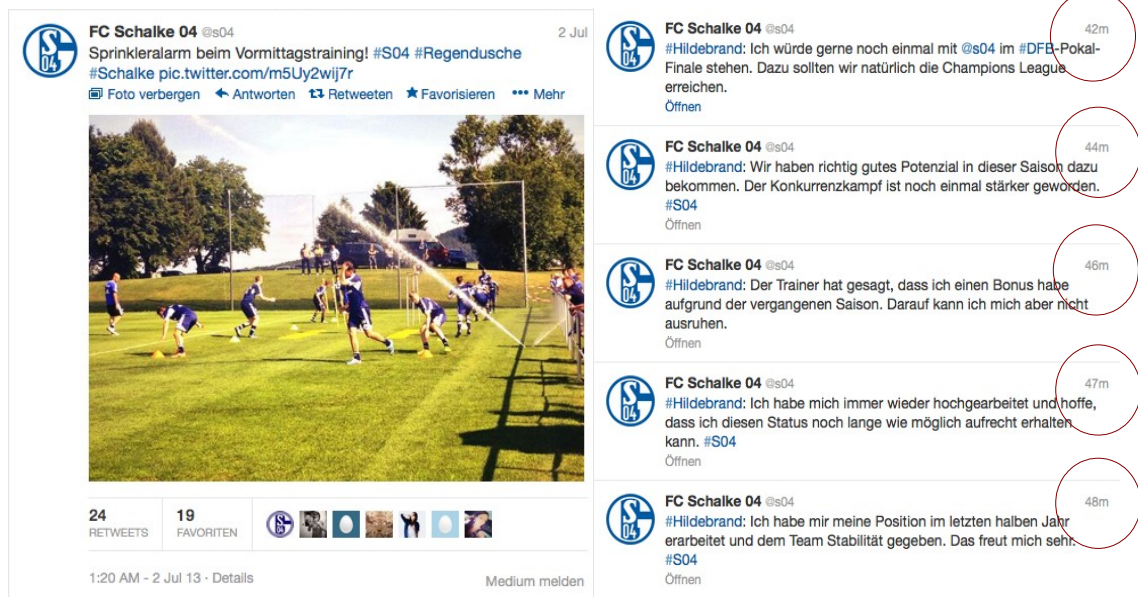 FC Schalke 04 @s04 2 Jul
Sprinkleralarm beim Vormittagstraining! #S04 #Regendusche
#Schalke pic.twitter.com/m5Uy2wij7r
Foto verbergen Antworten Retweeten Favorisieren Mehr
24 RETWEETS
19 FAVORITEN
1:20 AM - 2 Jul 13 · Details
Medium melden
FC Schalke 04 @s04 42m
#Hildebrand: Ich würde gerne noch einmal mit @s04 im #DFB-Pokal-
Finale stehen. Dazu sollten wir natürlich die Champions League
erreichen.
Öffnen
FC Schalke 04 @s04 44m
#Hildebrand: Wir haben richtig gutes Potenzial in dieser Saison dazu
bekommen. Der Konkurrenzkampf ist noch einmal stärker geworden.
#S04
Öffnen
FC Schalke 04 @s04 46m
#Hildebrand: Der Trainer hat gesagt, dass ich einen Bonus habe
aufgrund der vergangenen Saison. Darauf kann ich mich aber nicht
ausruhen.
Öffnen
FC Schalke 04 @s04 47m
#Hildebrand: Ich habe mich immer wieder hochgearbeitet und hoffe,
dass ich diesen Status noch lange wie möglich aufrecht erhalten
kann. #S04
Öffnen
FC Schalke 04 @s04 48m
#Hildebrand: Ich habe mir meine Position im letzten halben Jahr
erarbeitet und dem Team Stabilität gegeben. Das freut mich sehr.
#S04
Öffnen